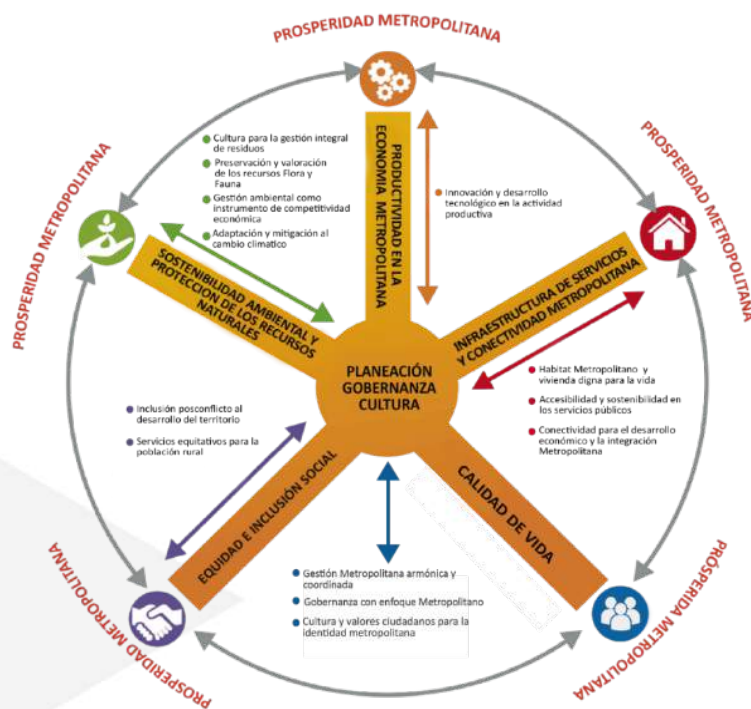 PROSPERIDAD METROPOLITANA
PROSPERIDAD METROPOLITANA
PROSPERIDAD METROPOLITANA
PROSPERIDAD METROPOLITANA
PRÓSPERIDA METROPOLITANA
PRODUCTIVIDAD EN LA
ECONOMIA METROPOLITANA
Cultura para la gestión integral
de residuos
Preservación y valoración
de los recursos Flora y
Fauna
Gestión ambiental como
instrumento de competitividad
económica
Adaptación y mitigación al
cambio climatico
Innovación y desarrollo
tecnológico en la actividad
productiva
SOSTENIBILIDAD AMBIENTAL Y
PROTECCION DE LOS RECURSOS
NATURALES
INFRAESTRUCTURA DE SERVICIOS
Y CONECTIVIDAD METROPOLITANA
PLANEACIÓN
GOBERNANZA
CULTURA
Habitat Metropolitano y
vivienda digna para la vida
Accesibilidad y sostenibilidad en
los servicios públicos
Conectividad para el desarrollo
económico y la integración
Metropolitana
Inclusión posconflicto al
desarrollo del territorio
Servicios equitativos para la
población rural
EQUIDAD E INCLUSIÓN SOCIAL
CALIDAD DE VIDA
Gestión Metropolitana armónica y
coordinada
Gobernanza con enfoque Metropolitano
Cultura y valores ciudadanos para la
identidad metropolitana